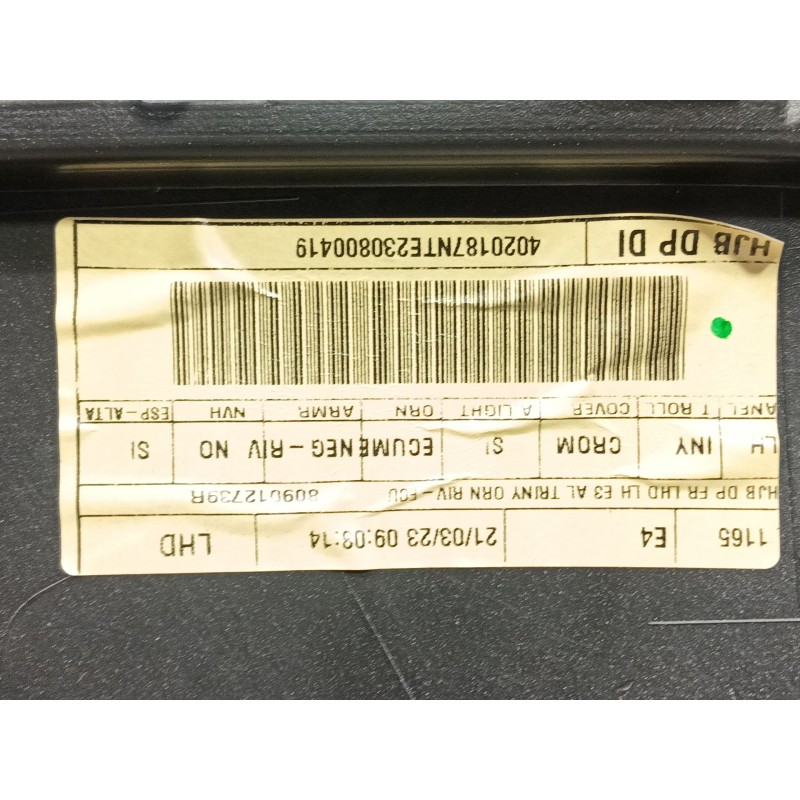 1165 E4 21/03/23 09:03:14 LHD
HJB DP FR LHD LH E3 AL TRINY ORN RIV-ECU 809012739R
LH INY CROM SI ECUME NEG-RIV NO SI
T ROLL COVER A LIGHT ORN ARMR NVH ESP-ALTA
HJB DP DI 4020187NTE230800419